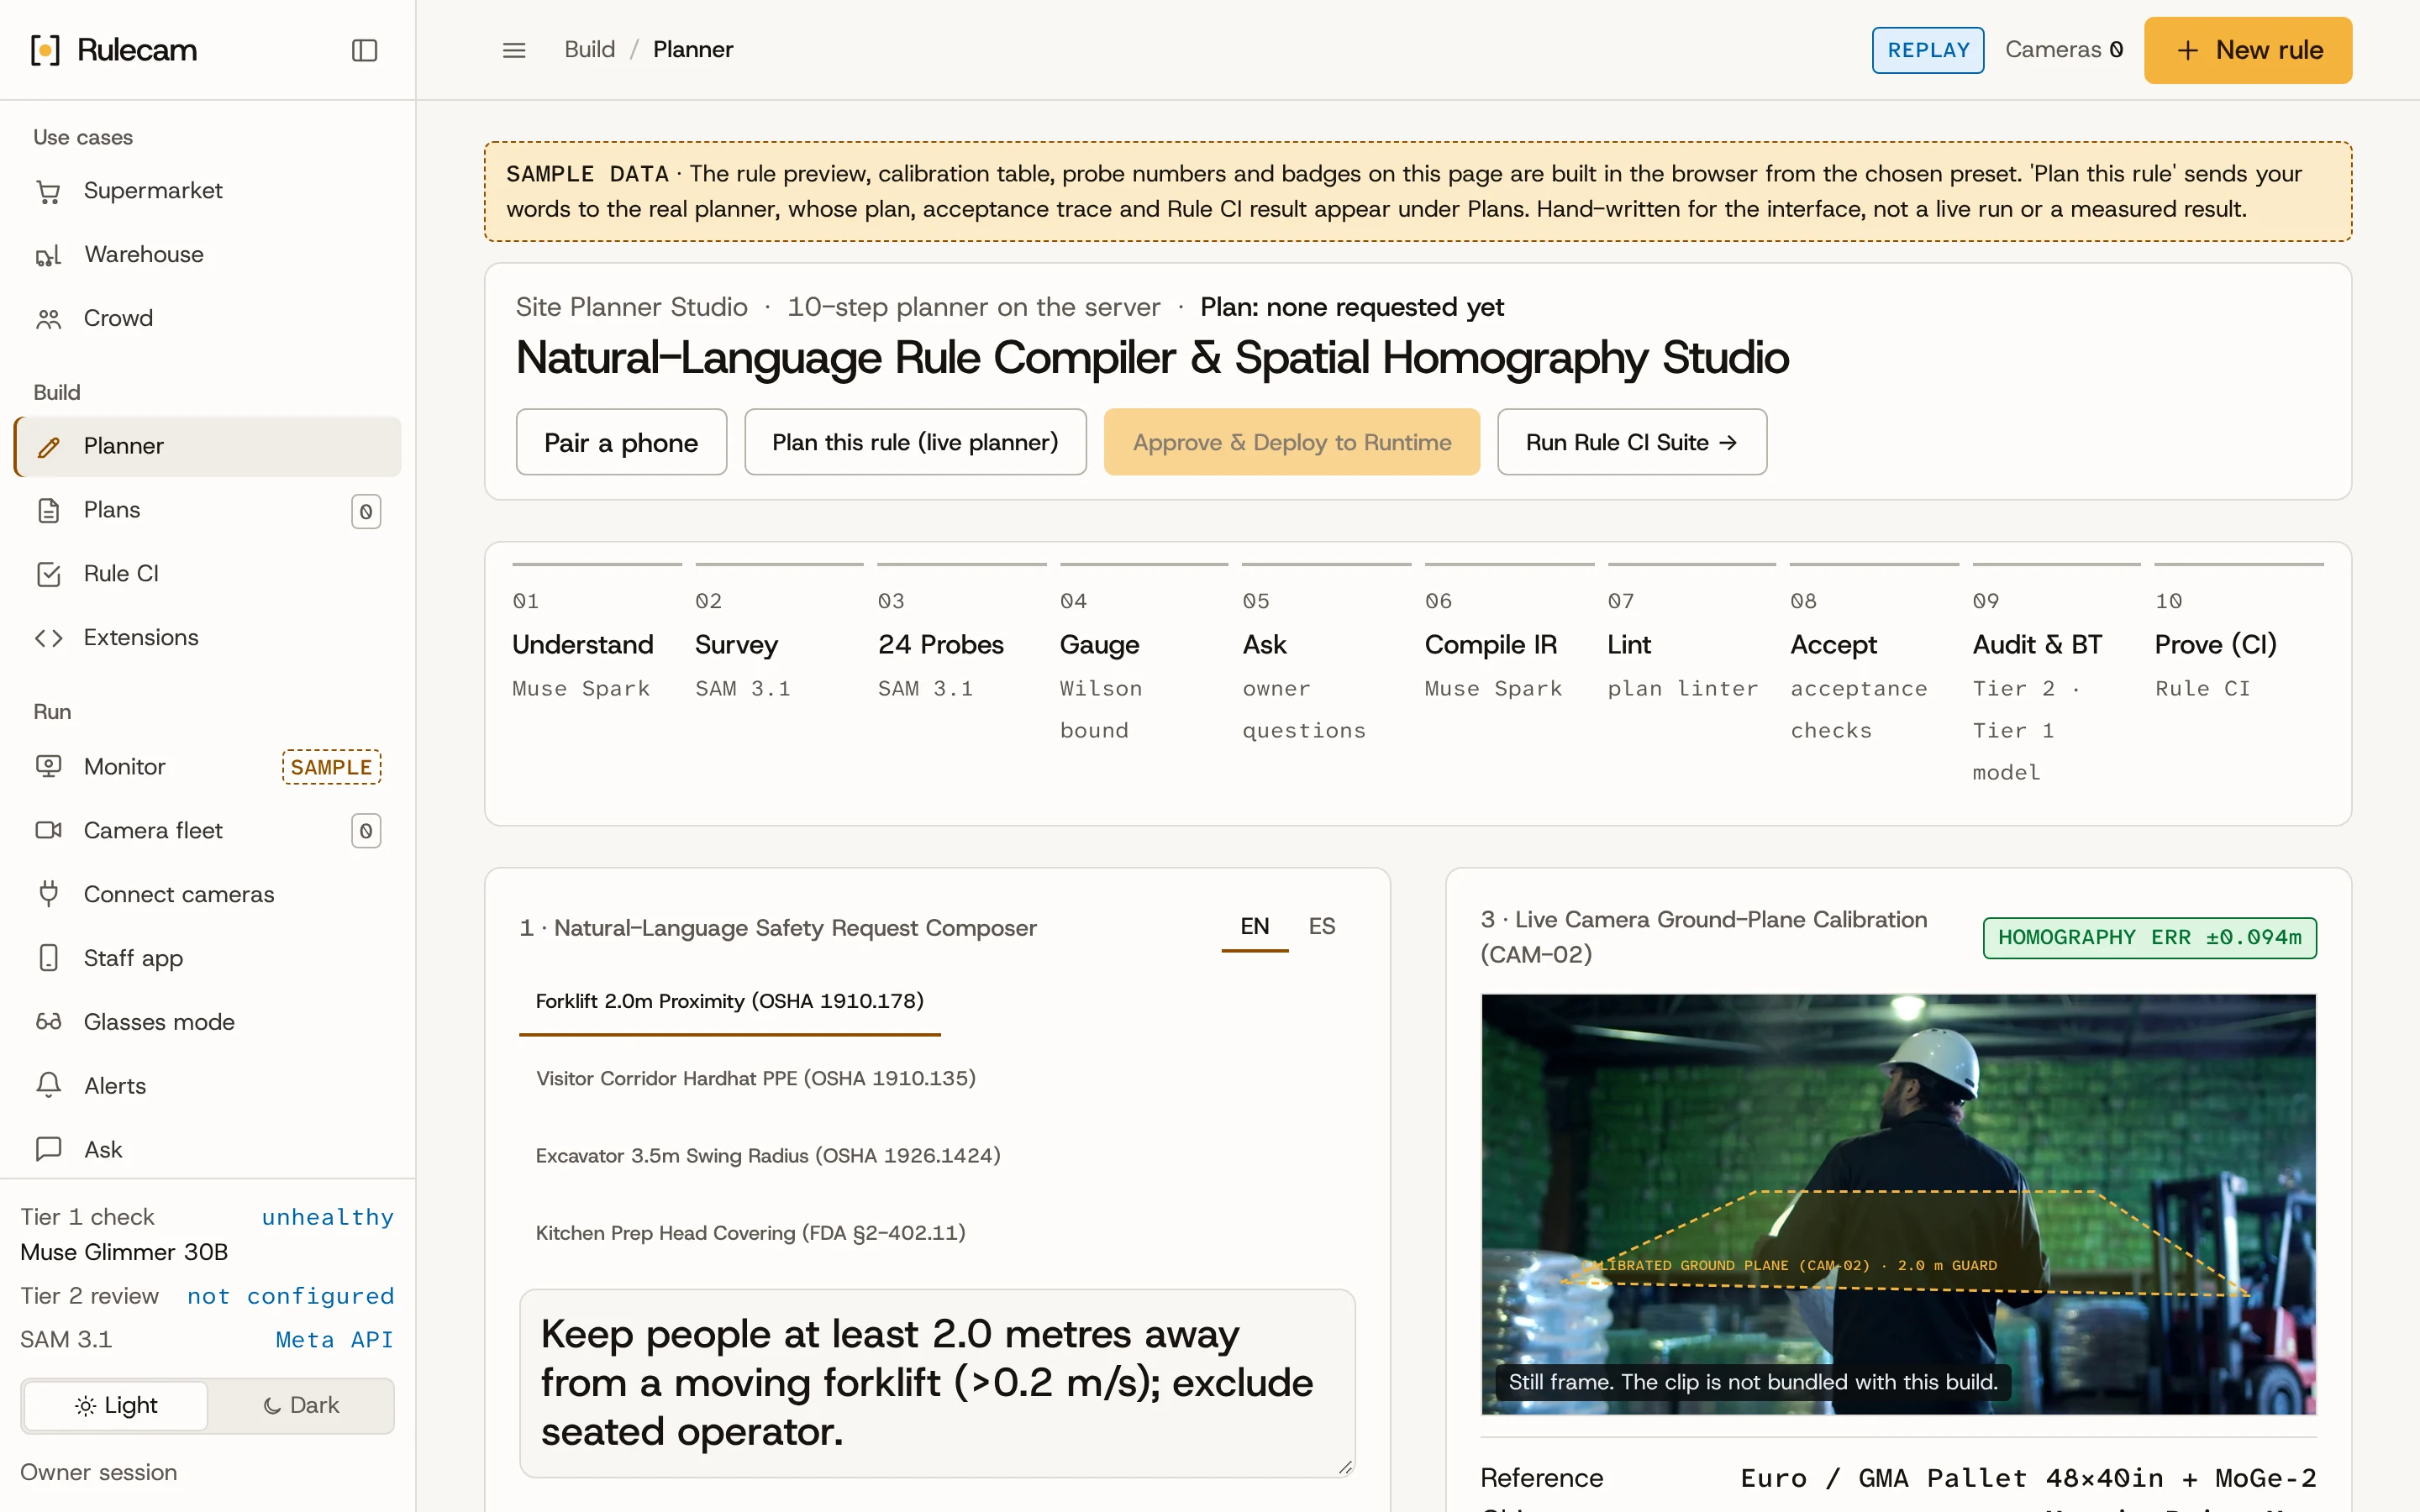 Rulecam
Build / Planner
REPLAY
Cameras 0
+ New rule
Use cases
Supermarket
Warehouse
Crowd
Build
Planner
Plans 0
Rule CI
Extensions
Run
Monitor SAMPLE
Camera fleet 0
Connect cameras
Staff app
Glasses mode
Alerts
Ask
Tier 1 check unhealthy
Muse Glimmer 30B
Tier 2 review not configured
SAM 3.1 Meta API
Light Dark
Owner session
SAMPLE DATA · The rule preview, calibration table, probe numbers and badges on this page are built in the browser from the chosen preset. 'Plan this rule' sends your
words to the real planner, whose plan, acceptance trace and Rule CI result appear under Plans. Hand-written for the interface, not a live run or a measured result.
Site Planner Studio · 10-step planner on the server · Plan: none requested yet
Natural-Language Rule Compiler & Spatial Homography Studio
Pair a phone
Plan this rule (live planner)
Approve & Deploy to Runtime
Run Rule CI Suite →
01
Understand
Muse Spark
02
Survey
SAM 3.1
03
24 Probes
SAM 3.1
04
Gauge
Wilson
bound
05
Ask
owner
questions
06
Compile IR
Muse Spark
07
Lint
plan linter
08
Accept
acceptance
checks
09
Audit & BT
Tier 2 ·
Tier 1
model
10
Prove (CI)
Rule CI
1 · Natural-Language Safety Request Composer
EN ES
Forklift 2.0m Proximity (OSHA 1910.178)
Visitor Corridor Hardhat PPE (OSHA 1910.135)
Excavator 3.5m Swing Radius (OSHA 1926.1424)
Kitchen Prep Head Covering (FDA §2-402.11)
Keep people at least 2.0 metres away
from a moving forklift (>0.2 m/s); exclude
seated operator.
3 · Live Camera Ground-Plane Calibration
(CAM-02)
HOMOGRAPHY ERR ±0.094m
CALIBRATED GROUND PLANE (CAM-02) · 2.0 m GUARD
Still frame. The clip is not bundled with this build.
Reference Euro / GMA Pallet 48×40in + MoGe-2